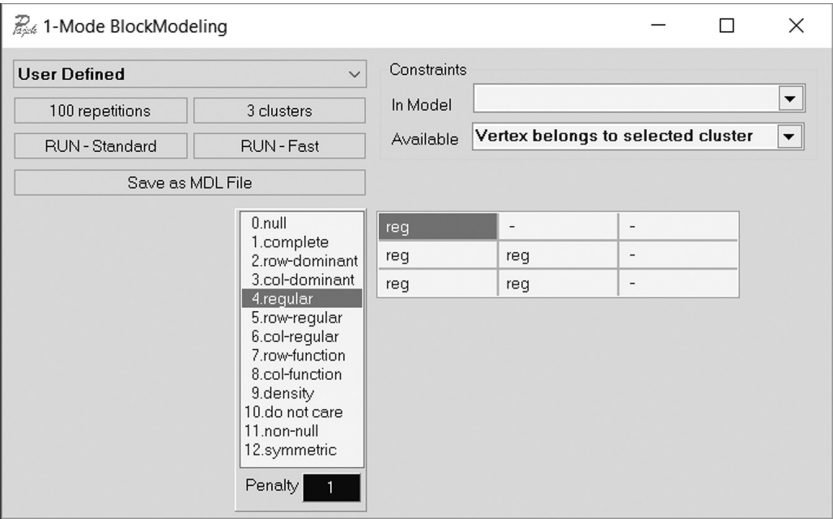 Pajek 1-Mode BlockModeling
User Defined
100 repetitions 3 clusters
RUN - Standard RUN - Fast
Save as MDL File
Constraints
In Model
Available Vertex belongs to selected cluster
0.null
1.complete
2.row-dominant
3.col-dominant
4.regular
5.row-regular
6.col-regular
7.row-function
8.col-function
9.density
10.do not care
11.non-null
12.symmetric
Penalty 1
reg - -
reg reg -
reg reg -